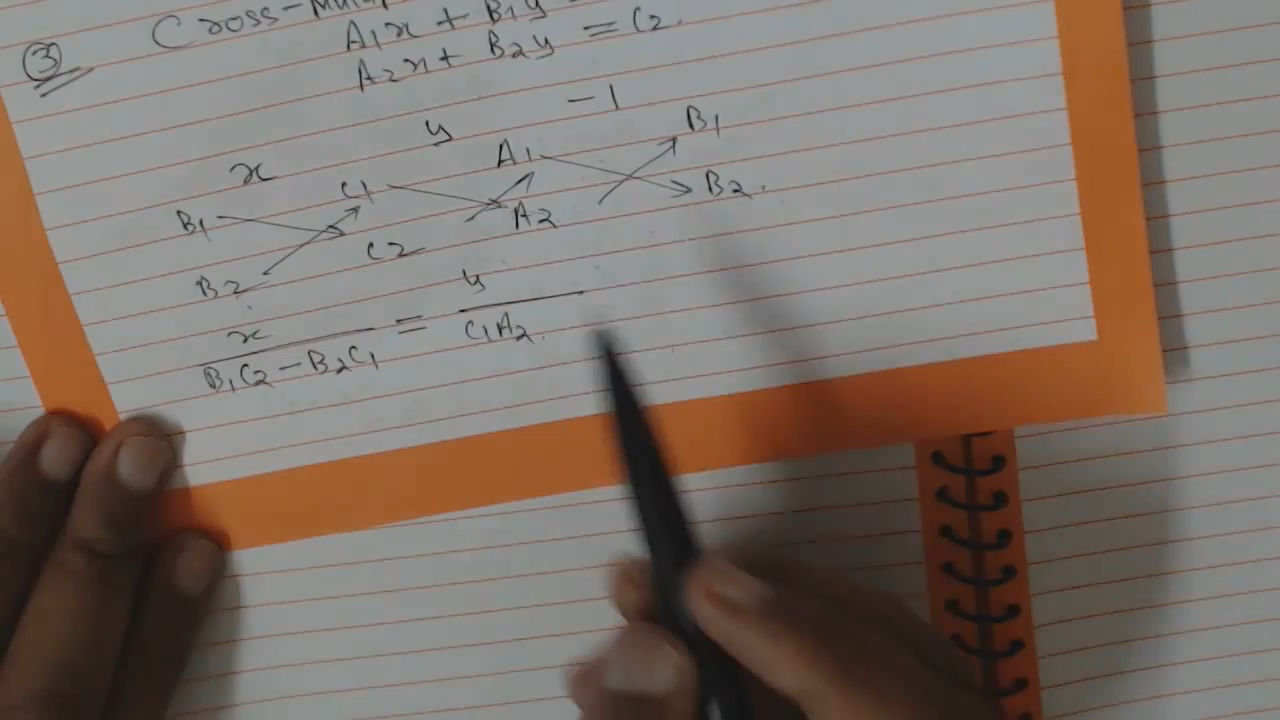 ③ Cross-
A₁x + B₁y
A₂x + B₂y = C₂.
x y -1
B₁ C₁ A₁ B₁
B₂ C₂ A₂ B₂.
x/(B₁C₂ - B₂C₁) = y/(C₁A₂.